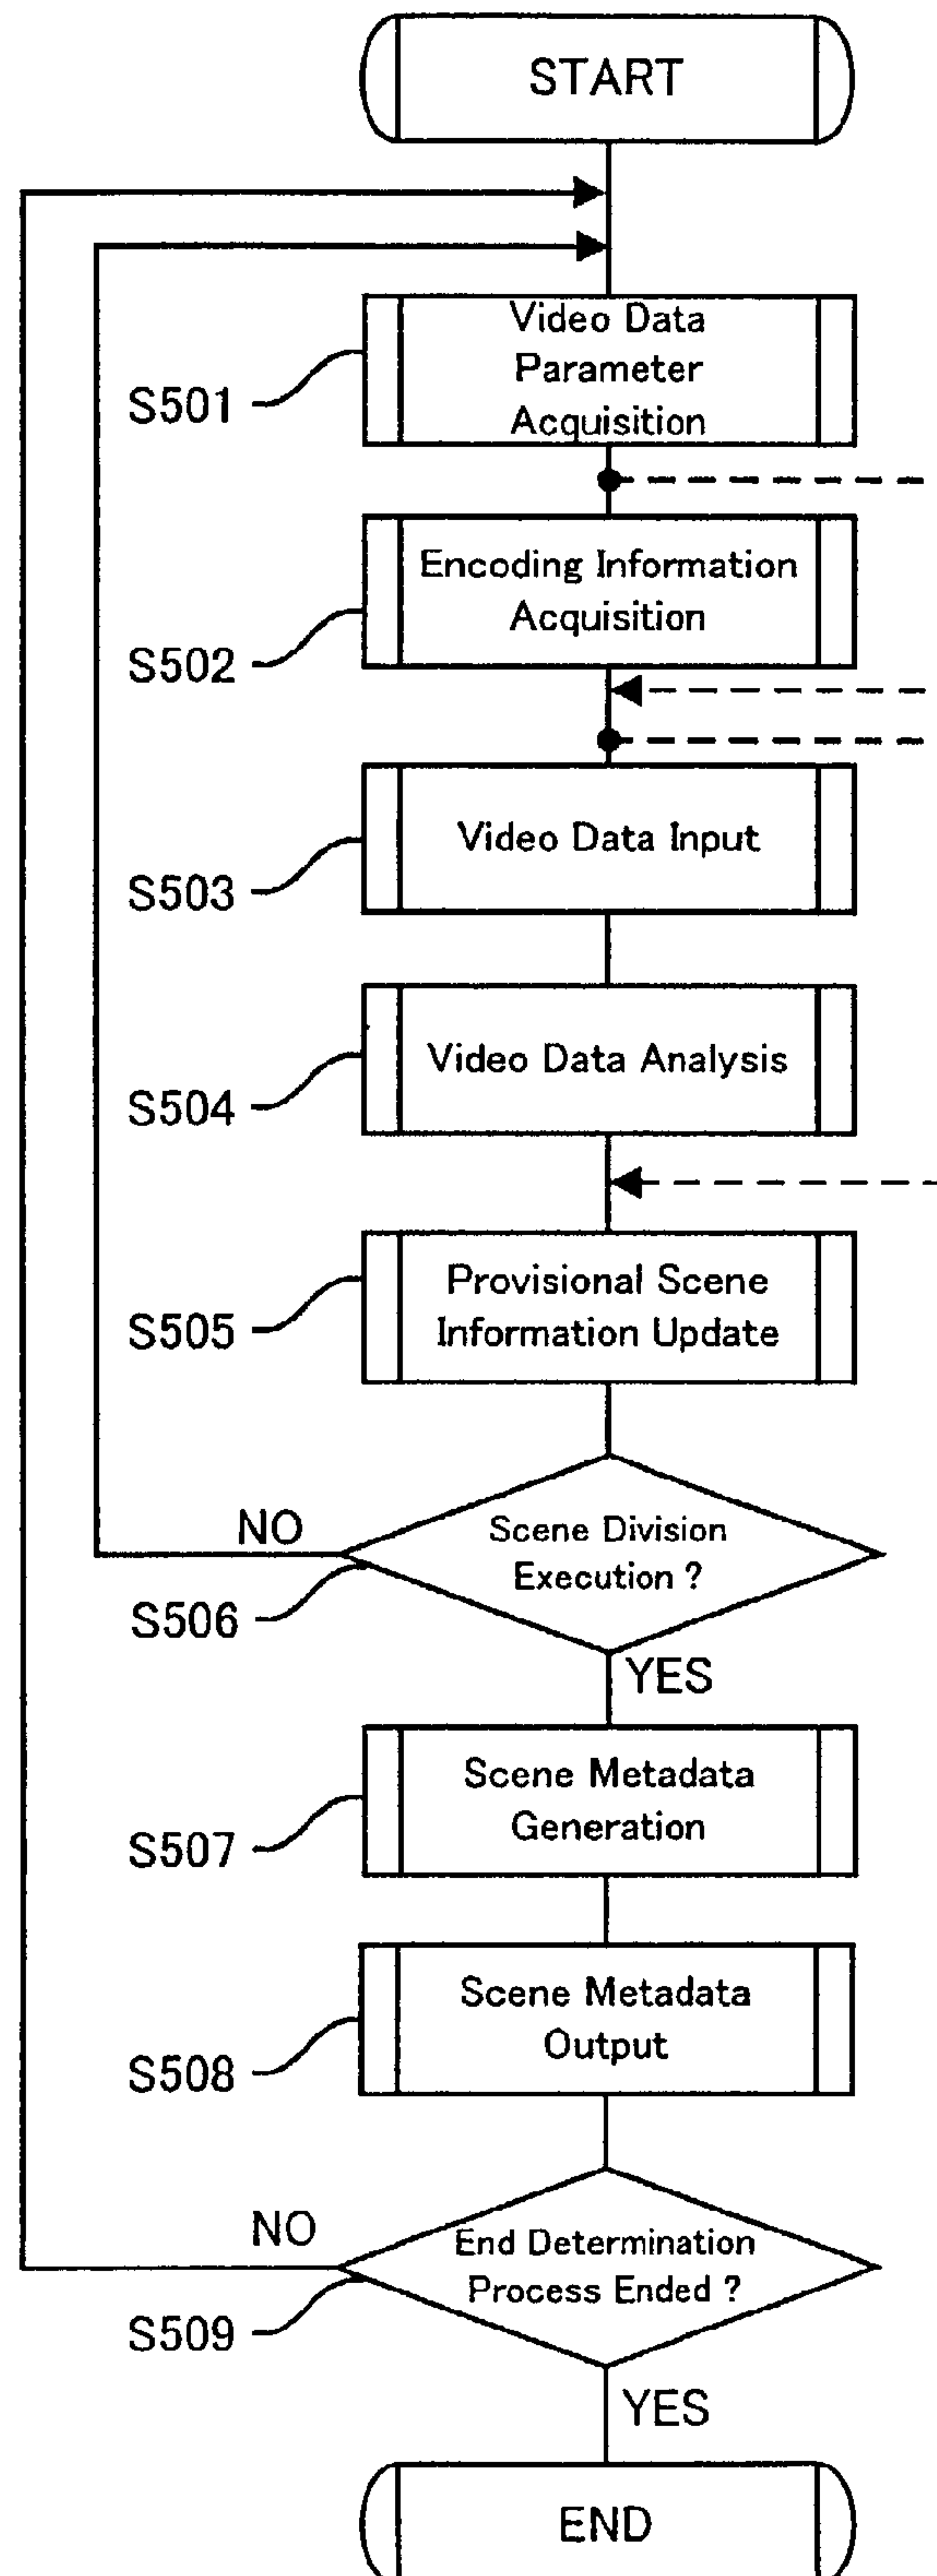 START
Video Data
Parameter
Acquisition
S501
Encoding Information
Acquisition
S502
Video Data Input
S503
Video Data Analysis
S504
Provisional Scene
Information Update
S505
Scene Division
Execution ?
NO
S506
YES
Scene Metadata
Generation
S507
Scene Metadata
Output
S508
End Determination
Process Ended ?
NO
S509
YES
END